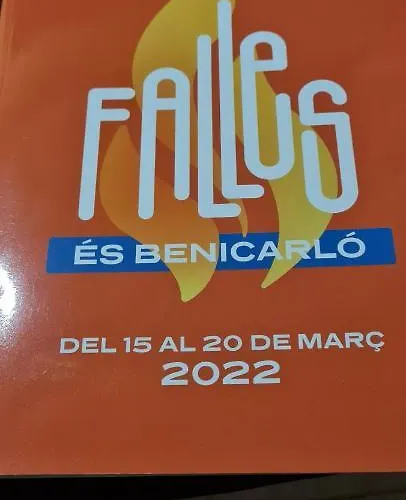 FALLES
ÉS BENICARLÓ
DEL 15 AL 20 DE MARÇ
2022